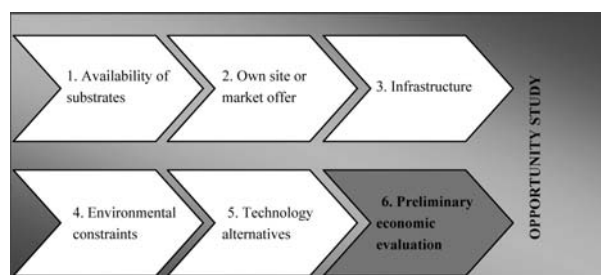 1. Availability of
substrates
2. Own site or
market offer
3. Infrastructure
4. Environmental
constraints
5. Technology
alternatives
6. Preliminary
economic
evaluation
OPPORTUNITY STUDY